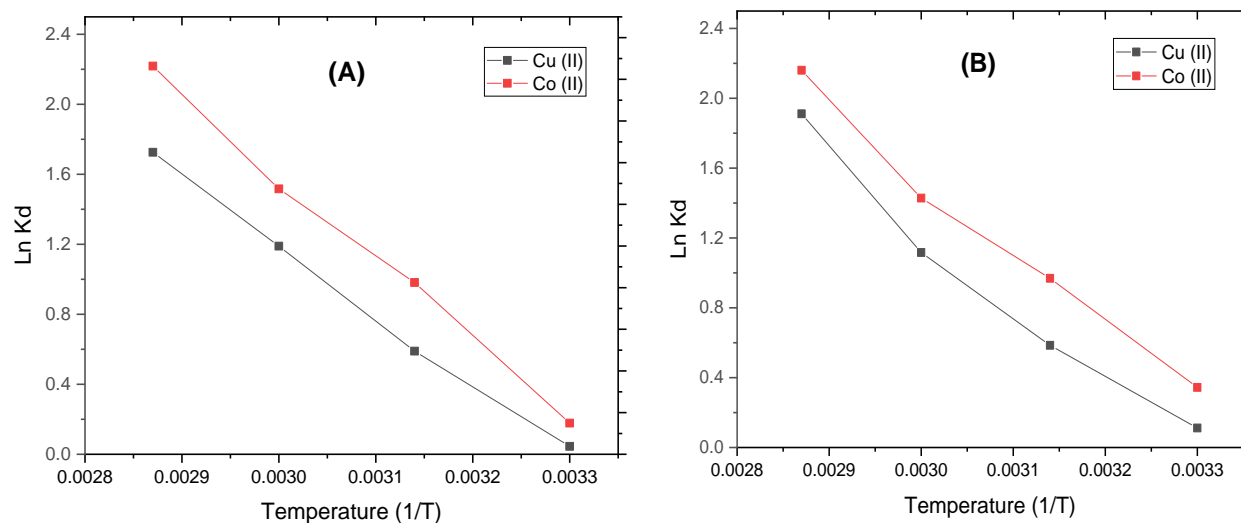 (A)
Cu (II)
Co (II)
Ln Kd
2.4
2.0
1.6
1.2
0.8
0.4
0.0
0.0028 0.0029 0.0030 0.0031 0.0032 0.0033
Temperature (1/T)
(B)
Cu (II)
Co (II)
Ln Kd
2.4
2.0
1.6
1.2
0.8
0.4
0.0
0.0028 0.0029 0.0030 0.0031 0.0032 0.0033
Temperature (1/T)